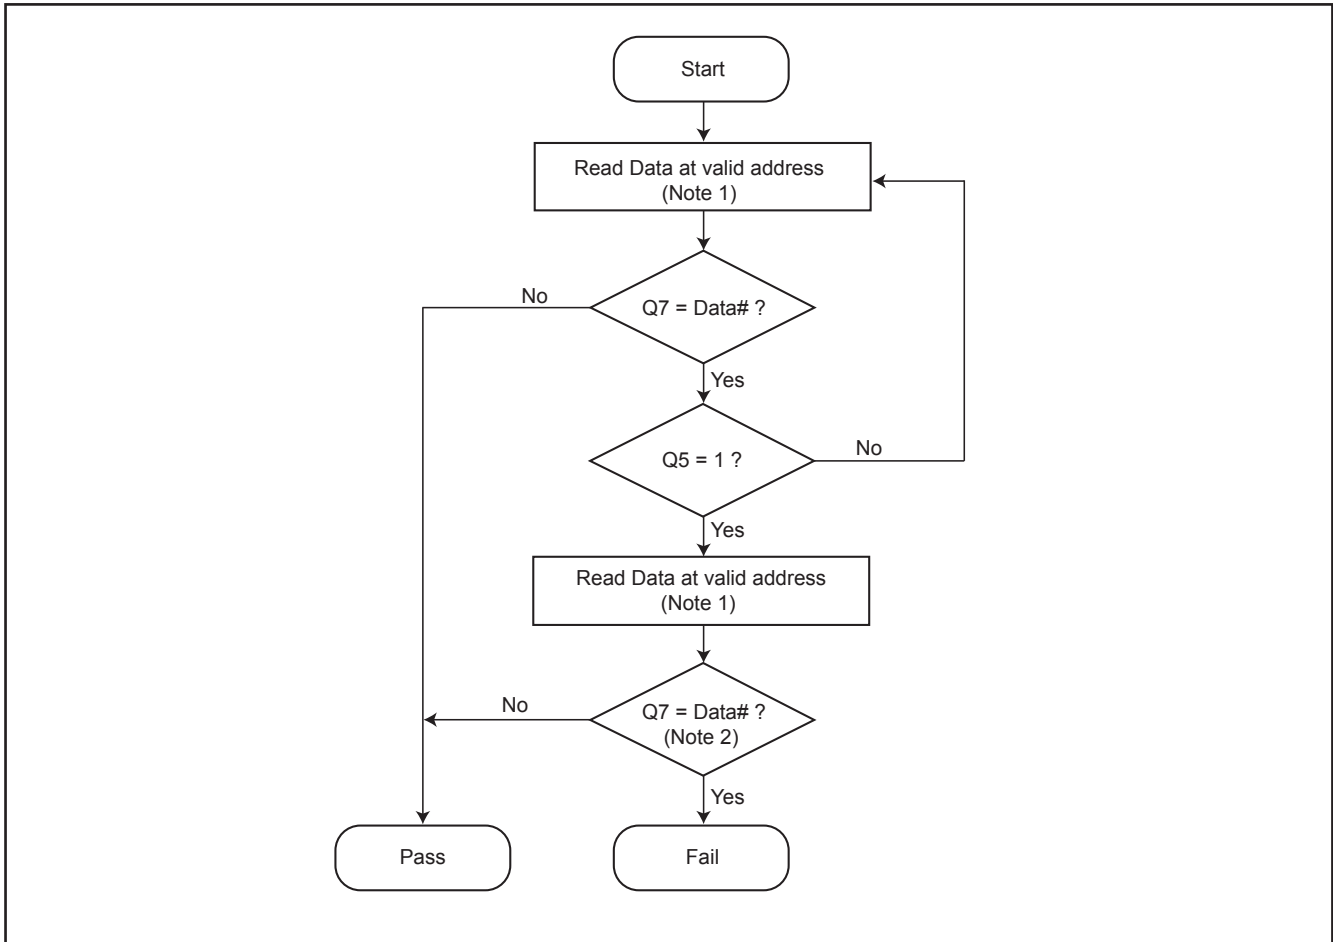 Start
Read Data at valid address
(Note 1)
No
Q7 = Data# ?
Yes
Q5 = 1 ?
No
Yes
Read Data at valid address
(Note 1)
No
Q7 = Data# ?
(Note 2)
Yes
Pass
Fail